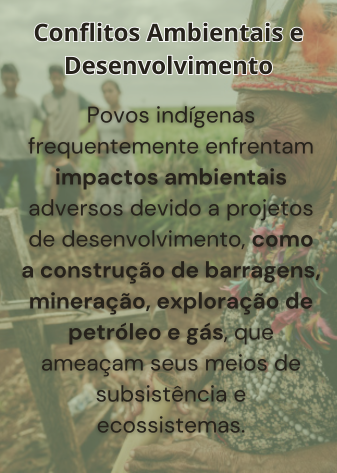 Conflitos Ambientais e
Desenvolvimento
Povos indígenas
frequentemente enfrentam
impactos ambientais
adversos devido a projetos
de desenvolvimento, como
a construção de barragens,
mineração, exploração de
petróleo e gás, que
ameaçam seus meios de
subsistência e
ecossistemas.